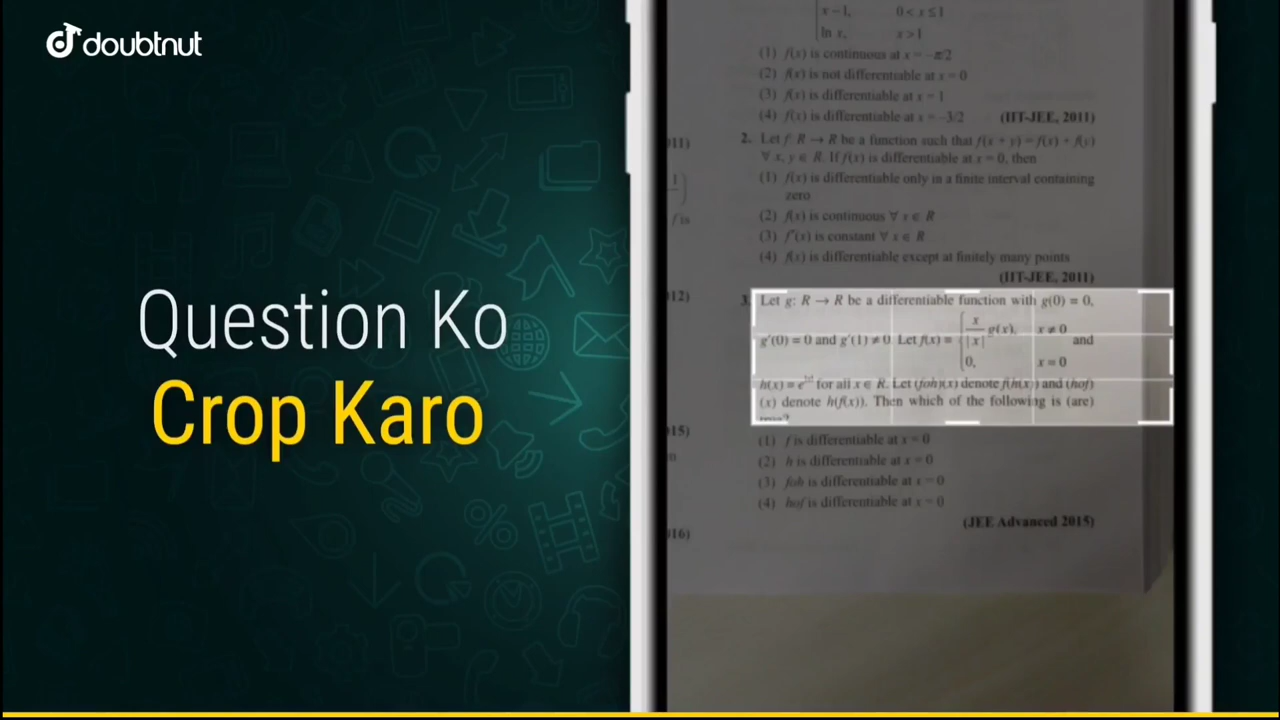 doubtnut
Question Ko
Crop Karo
x−1, 0 < x ≤ 1
ln x, x > 1
(1) f(x) is continuous at x = −π/2
(2) f(x) is not differentiable at x = 0
(3) f(x) is differentiable at x = 1
(4) f(x) is differentiable at x = −3/2 (IIT-JEE, 2011)
2. Let f: R → R be a function such that f(x + y) = f(x) + f(y)
∀ x, y ∈ R. If f(x) is differentiable at x = 0, then
(1) f(x) is differentiable only in a finite interval containing
zero
(2) f(x) is continuous ∀ x ∈ R
(3) f′(x) is constant ∀ x ∈ R
(4) f(x) is differentiable except at finitely many points
(IIT-JEE, 2011)
3. Let g: R → R be a differentiable function with g(0) = 0,
g′(0) = 0 and g′(1) ≠ 0. Let f(x) = { x/|x| g(x), x ≠ 0 and
0, x = 0
h(x) = e^|x| for all x ∈ R. Let (foh)(x) denote f(h(x)) and (hof)
(x) denote h(f(x)). Then which of the following is (are)
(1) f is differentiable at x = 0
(2) h is differentiable at x = 0
(3) foh is differentiable at x = 0
(4) hof is differentiable at x = 0
(JEE Advanced 2015)
011)
f is
012)
015)
016)